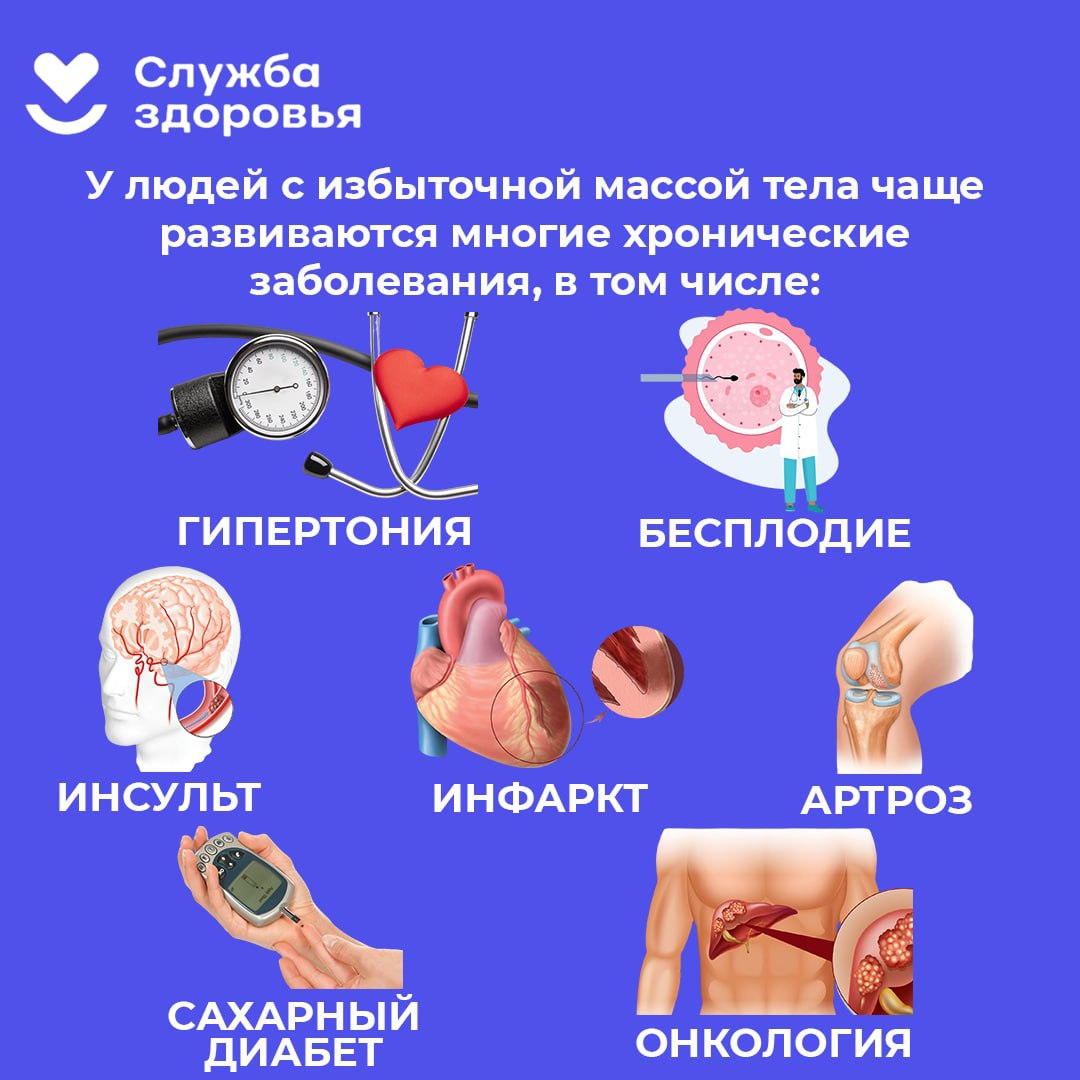 Служба
здоровья
У людей с избыточной массой тела чаще
развиваются многие хронические
заболевания, в том числе:
ГИПЕРТОНИЯ
БЕСПЛОДИЕ
ИНСУЛЬТ
ИНФАРКТ
АРТРОЗ
САХАРНЫЙ
ДИАБЕТ
ОНКОЛОГИЯ